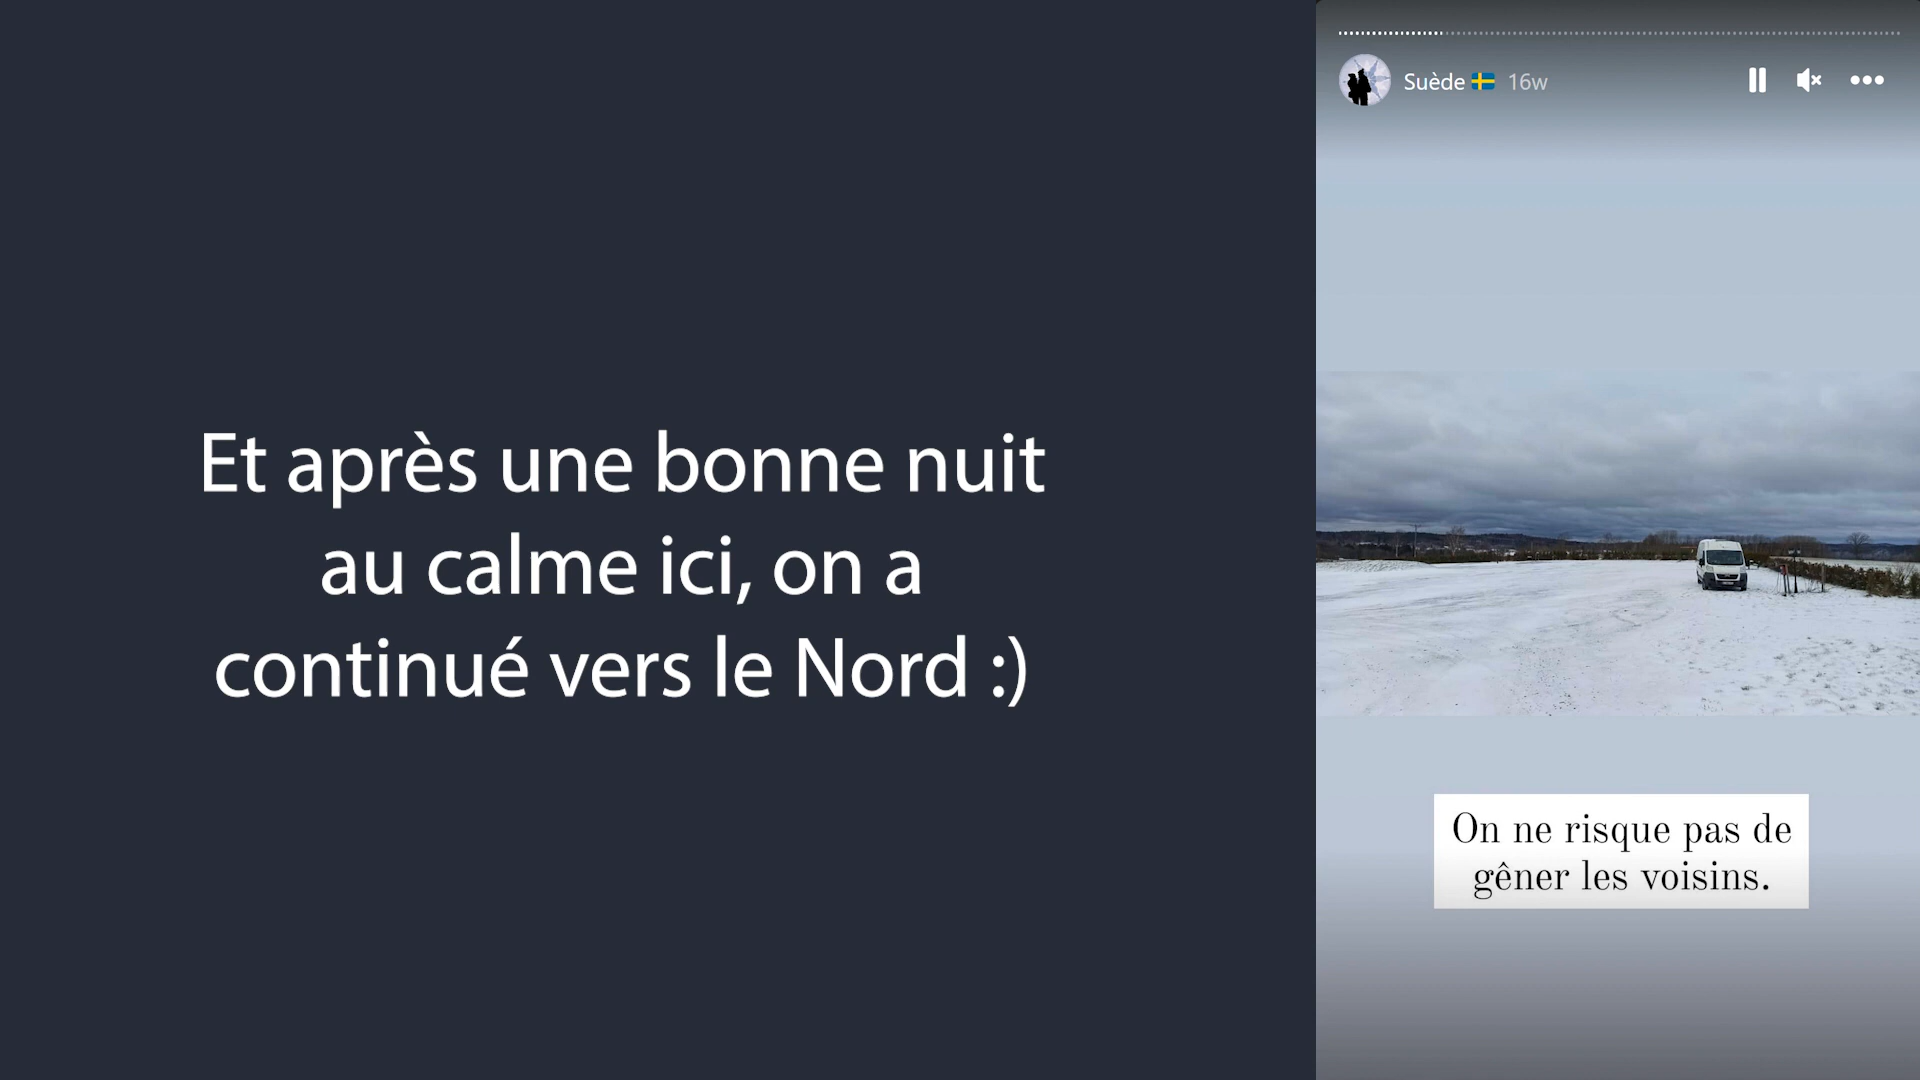 Et après une bonne nuit
au calme ici, on a
continué vers le Nord :)
Suède 🇸🇪 16w
On ne risque pas de
gêner les voisins.